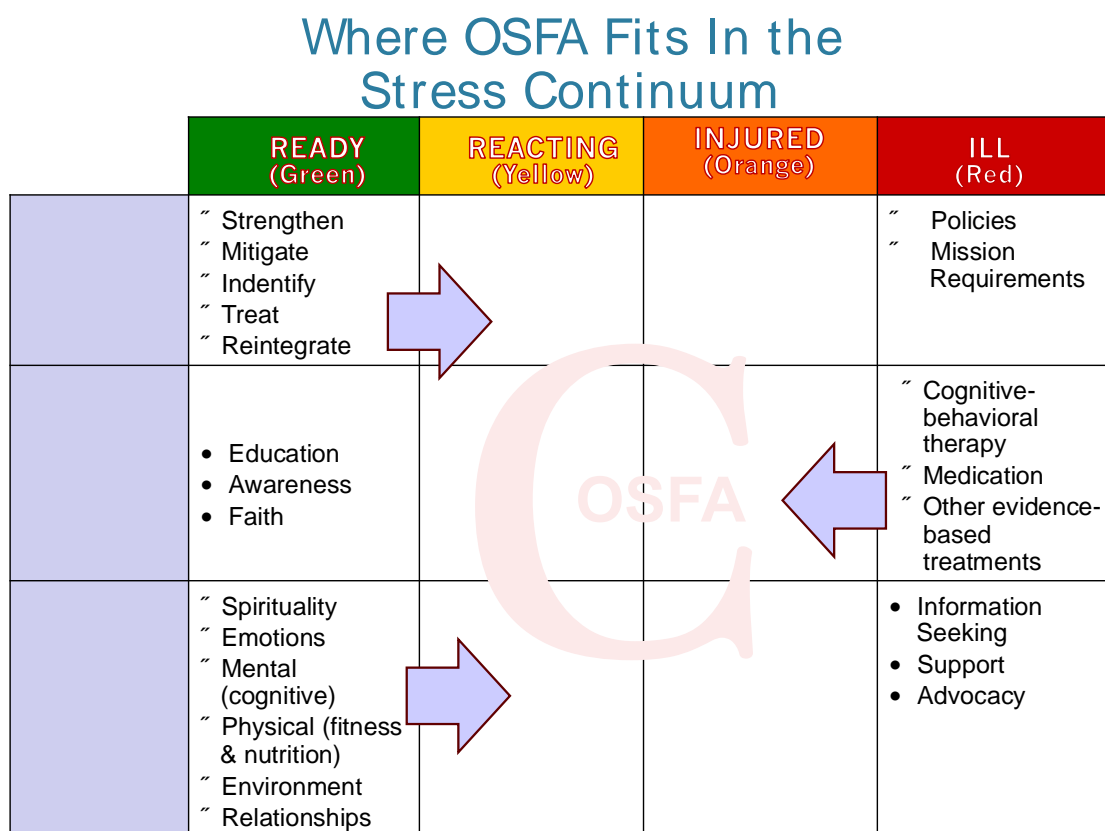 Where OSFA Fits In the
Stress Continuum
READY
(Green)
REACTING
(Yellow)
INJURED
(Orange)
ILL
(Red)
˝ Strengthen
˝ Mitigate
˝ Indentify
˝ Treat
˝ Reintegrate
˝ Policies
˝ Mission
Requirements
• Education
• Awareness
• Faith
C
OSFA
˝ Cognitive-
behavioral
therapy
˝ Medication
˝ Other evidence-
based
treatments
˝ Spirituality
˝ Emotions
˝ Mental
(cognitive)
˝ Physical (fitness
& nutrition)
˝ Environment
˝ Relationships
• Information
Seeking
• Support
• Advocacy